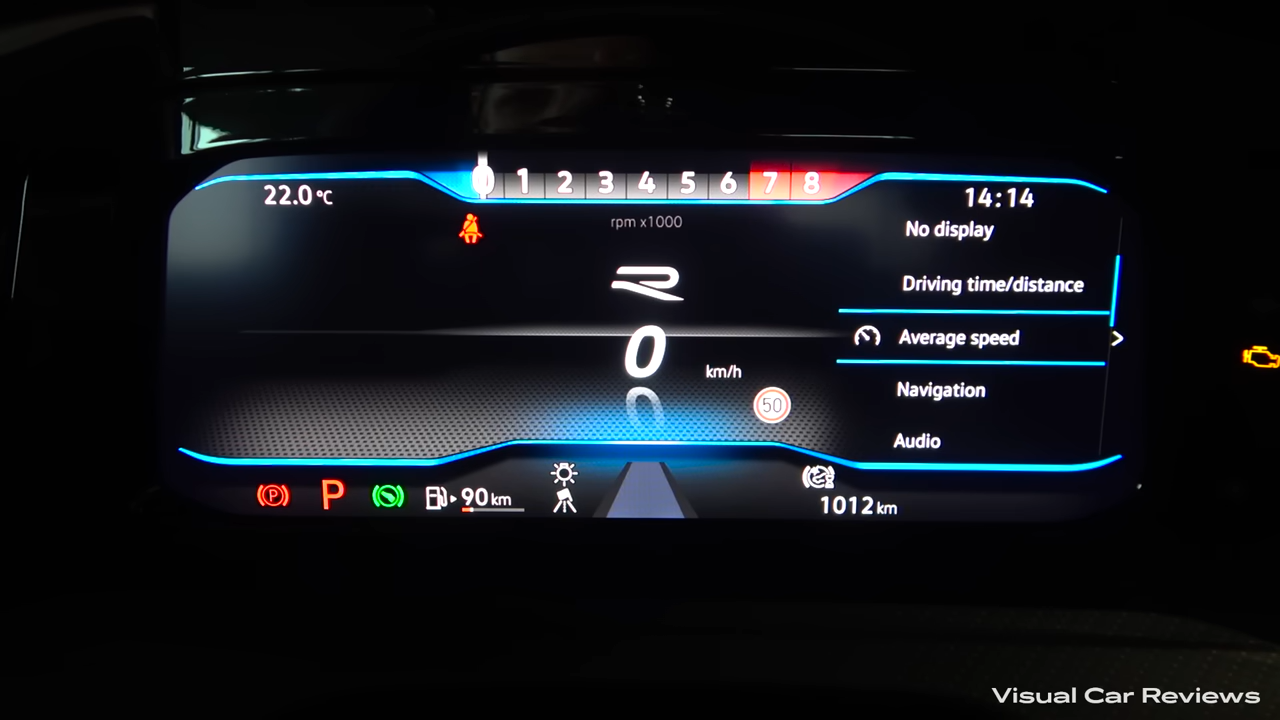 0 1 2 3 4 5 6 7 8
22.0 °C
14:14
rpm x1000
No display
Driving time/distance
R
Average speed
0
km/h
50
Navigation
Audio
P
P
90 km
1012 km
Visual Car Reviews